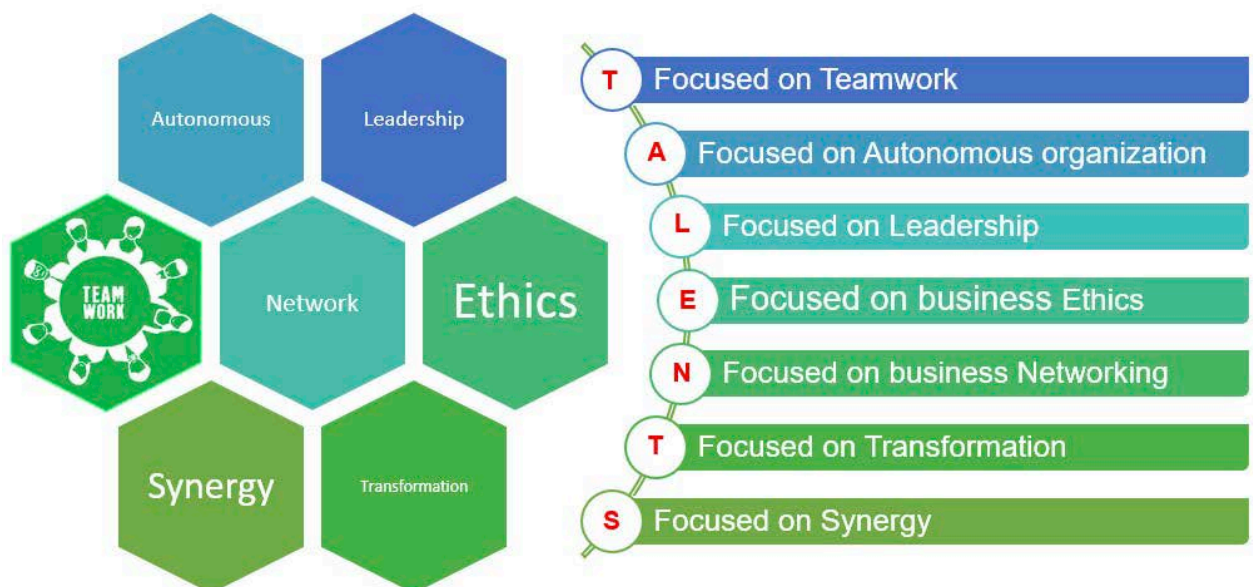 Autonomous
Leadership
TEAM
WORK
Network
Ethics
Synergy
Transformation
T Focused on Teamwork
A Focused on Autonomous organization
L Focused on Leadership
E Focused on business Ethics
N Focused on business Networking
T Focused on Transformation
S Focused on Synergy